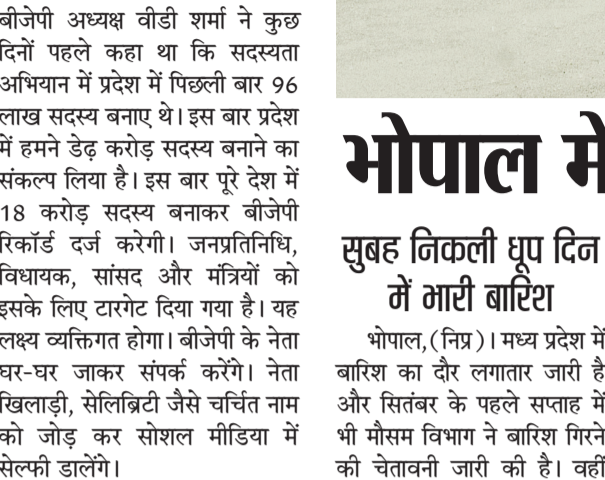 बीजेपी अध्यक्ष वीडी शर्मा ने कुछ
दिनों पहले कहा था कि सदस्यता
अभियान में प्रदेश में पिछली बार 96
लाख सदस्य बनाए थे। इस बार प्रदेश
में हमने डेढ़ करोड़ सदस्य बनाने का
संकल्प लिया है। इस बार पूरे देश में
18 करोड़ सदस्य बनाकर बीजेपी
रिकॉर्ड दर्ज करेगी। जनप्रतिनिधि,
विधायक, सांसद और मंत्रियों को
इसके लिए टारगेट दिया गया है। यह
लक्ष्य व्यक्तिगत होगा। बीजेपी के नेता
घर-घर जाकर संपर्क करेंगे। नेता
खिलाड़ी, सेलिब्रिटी जैसे चर्चित नाम
को जोड़ कर सोशल मीडिया में
सेल्फी डालेंगे।
भोपाल मे
सुबह निकली धूप दिन
में भारी बारिश
भोपाल,(निप्र)। मध्य प्रदेश में
बारिश का दौर लगातार जारी है
और सितंबर के पहले सप्ताह में
भी मौसम विभाग ने बारिश गिरने
की चेतावनी जारी की है। वहीं